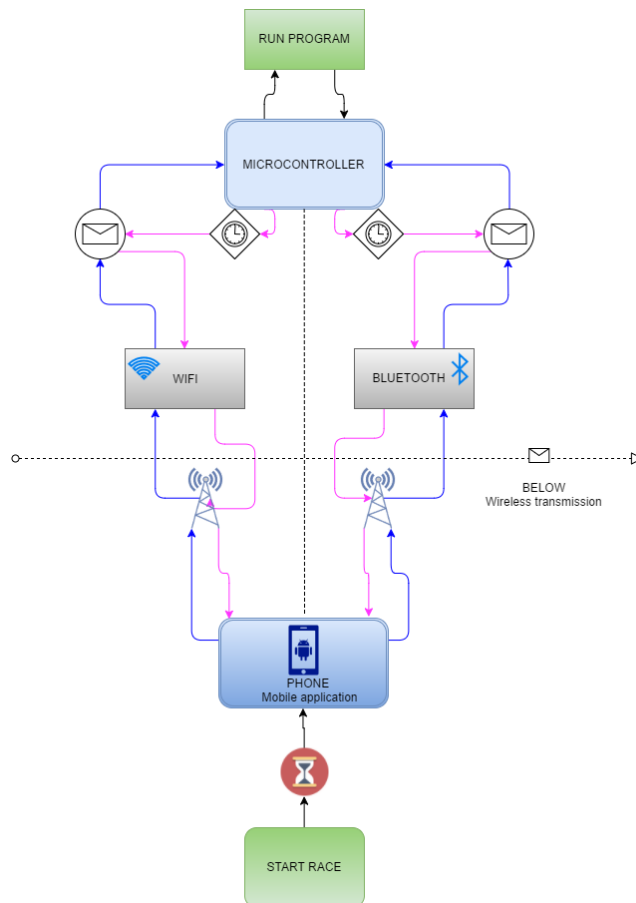 RUN PROGRAM
MICROCONTROLLER
WIFI
BLUETOOTH
BELOW
Wireless transmission
PHONE
Mobile application
START RACE